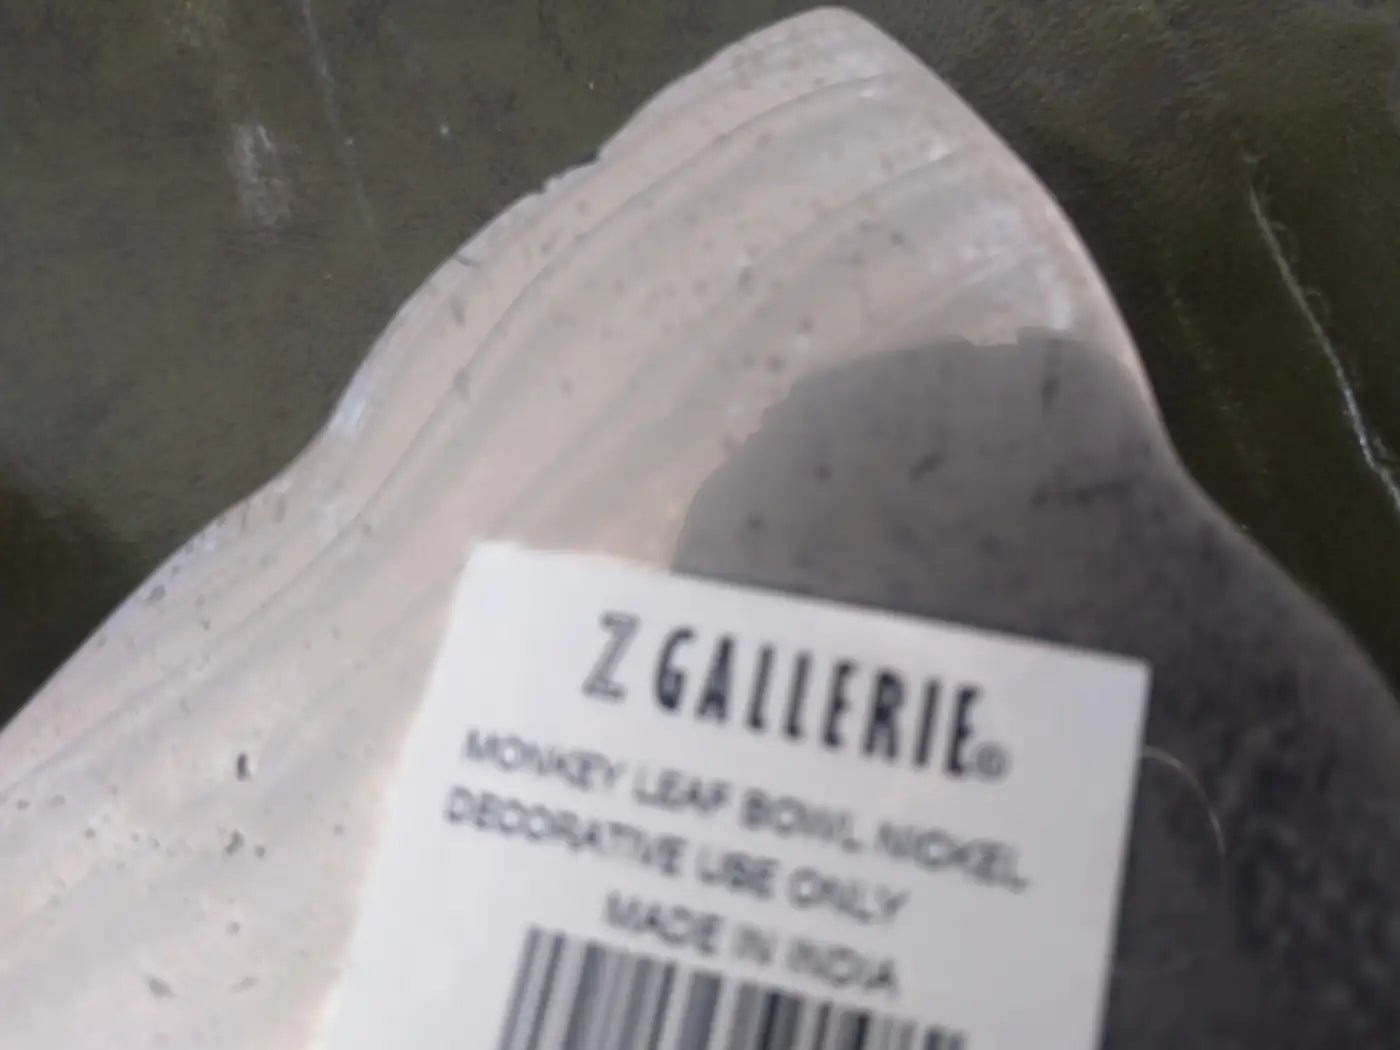 Z GALLERIE®
MONKEY LEAF BOWL NICKEL
DECORATIVE USE ONLY
MADE IN INDIA